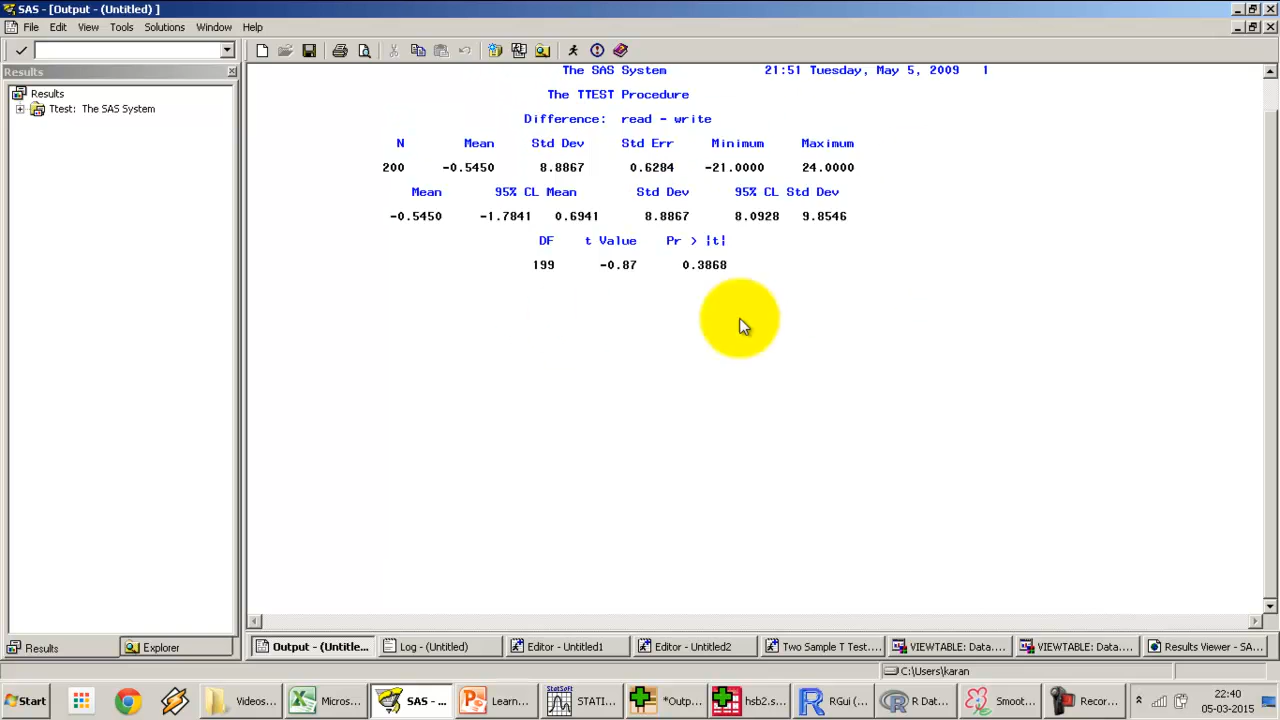 SAS - [Output - (Untitled) ]
File Edit View Tools Solutions Window Help
Results
Results
Ttest: The SAS System
The SAS System 21:51 Tuesday, May 5, 2009 1
The TTEST Procedure
Difference: read - write
N Mean Std Dev Std Err Minimum Maximum
200 -0.5450 8.8867 0.6284 -21.0000 24.0000
Mean 95% CL Mean Std Dev 95% CL Std Dev
-0.5450 -1.7841 0.6941 8.8867 8.0928 9.8546
DF t Value Pr > |t|
199 -0.87 0.3868
Results Explorer
Output - (Untitle... Log - (Untitled) Editor - Untitled1 Editor - Untitled2 Two Sample T Test.... VIEWTABLE: Data.... VIEWTABLE: Data.... Results Viewer - SA...
C:\Users\karan
Start Videos... Micros... SAS - ... Learn... StatSoft STATI... *Outp... hsb2.s... RGui (... R Dat... Smoot... Recor... 22:40
05-03-2015